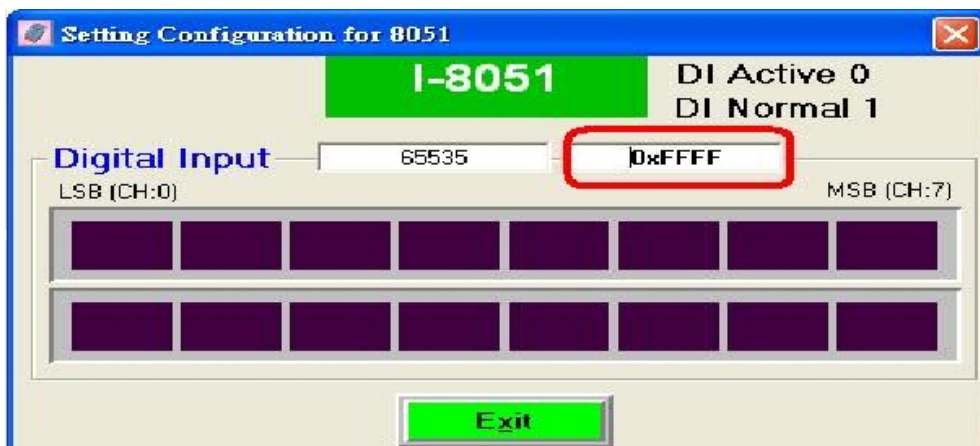 Setting Configuration for 8051
I-8051
DI Active 0
DI Normal 1
Digital Input
65535
0xFFFF
LSB (CH:0)
MSB (CH:7)
Exit